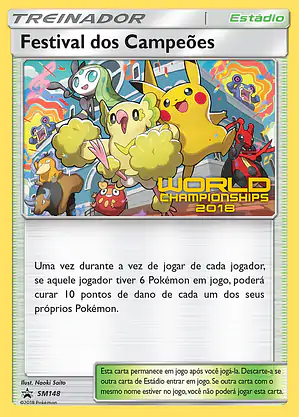 TREINADOR
Estádio
Festival dos Campeões
WORLD
CHAMPIONSHIPS
2018
Uma vez durante a vez de jogar de cada jogador,
se aquele jogador tiver 6 Pokémon em jogo, poderá
curar 10 pontos de dano de cada um dos seus
próprios Pokémon.
Ilust. Naoki Saito
SM148
©2018 Pokémon
Esta carta permanece em jogo após você jogá-la. Descarte-a se
outra carta de Estádio entrar em jogo. Se outra carta com o
mesmo nome estiver no jogo, você não poderá jogar esta carta.